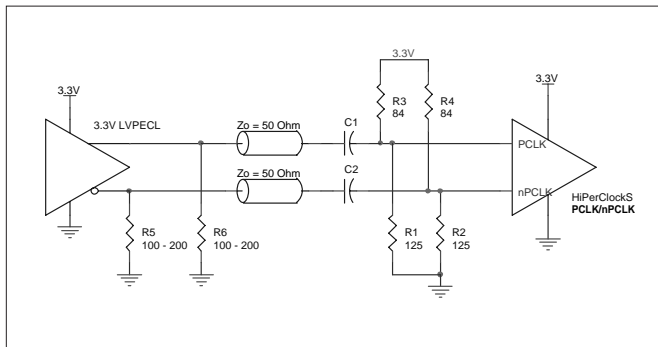 3.3V
3.3V
3.3V
3.3V LVPECL
R3
84
R4
84
Zo = 50 Ohm
C1
PCLK
Zo = 50 Ohm
C2
nPCLK
HiPerClockS
PCLK/nPCLK
R5
100 - 200
R6
100 - 200
R1
125
R2
125